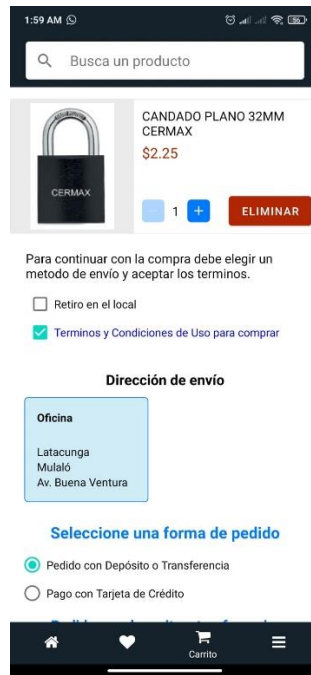 1:59 AM
56
Busca un producto
CANDADO PLANO 32MM
CERMAX
$2.25
CERMAX
1
ELIMINAR
Para continuar con la compra debe elegir un
metodo de envío y aceptar los terminos.
Retiro en el local
Terminos y Condiciones de Uso para comprar
Dirección de envío
Oficina
Latacunga
Mulaló
Av. Buena Ventura
Seleccione una forma de pedido
Pedido con Depósito o Transferencia
Pago con Tarjeta de Crédito
Carrito